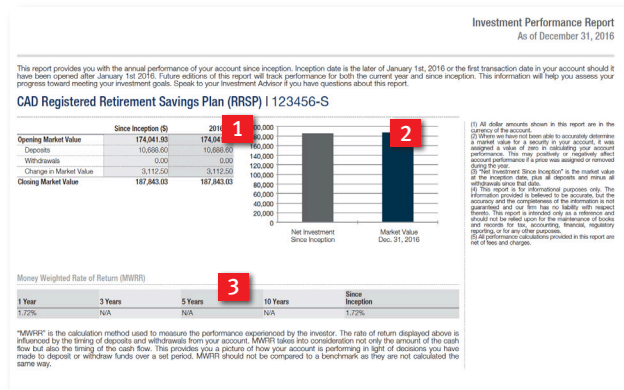 Investment Performance Report
As of December 31, 2016
This report provides you with the annual performance of your account since inception. Inception date is the later of January 1st, 2016 or the first transaction date in your account should it
have been opened after January 1st 2016. Future editions of this report will track performance for both the current year and since inception. This information will help you assess your
progress toward meeting your investment goals. Speak to your Investment Advisor if you have questions about this report.
CAD Registered Retirement Savings Plan (RRSP) | 123456-S
Since Inception ($) 2016
Opening Market Value 174,041.93 174,04
Deposits 10,686.60 10,686.60
Withdrawals 0.00 0.00
Change in Market Value 3,112.50 3,112.50
Closing Market Value 187,843.03 187,843.03
1
00,000
80,000
160,000
140,000
120,000
100,000
80,000
60,000
40,000
20,000
0
2
Net Investment
Since Inception
Market Value
Dec. 31, 2016
(1) All dollar amounts shown in this report are in the
currency of the account.
(2) Where we have not been able to accurately determine
a market value for a security in your account, it was
assigned a value of zero in calculating your account
performance. This may positively or negatively affect
account performance if a price was assigned or removed
during the year.
(3) "Net Investment Since Inception" is the market value
at the inception date, plus all deposits and minus all
withdrawals since that date.
(4) This report is for informational purposes only. The
information provided is believed to be accurate, but the
accuracy and the completeness of the information is not
guaranteed and our firm has no liability with respect
thereto. This report is intended only as a reference and
should not be relied upon for the maintenance of books
and records for tax, accounting, financial, regulatory
reporting, or for any other purposes.
(5) All performance calculations provided in this report are
net of fees and charges.
Money Weighted Rate of Return (MWRR)
3
1 Year 3 Years 5 Years 10 Years Since Inception
1.72% N/A N/A N/A 1.72%
"MWRR" is the calculation method used to measure the performance experienced by the investor. The rate of return displayed above is
influenced by the timing of deposits and withdrawals from your account. MWRR takes into consideration not only the amount of the cash
flow but also the timing of the cash flow. This provides you a picture of how your account is performing in light of decisions you have
made to deposit or withdraw funds over a set period. MWRR should not be compared to a benchmark as they are not calculated the
same way.